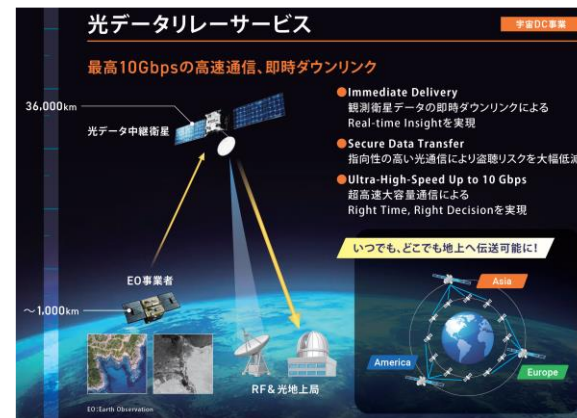 光データリレーサービス
宇宙DC事業
最高10Gbpsの高速通信、即時ダウンリンク
36,000km
光データ中継衛星
●Immediate Delivery
観測衛星データの即時ダウンリンクによる
Real-time Insightを実現
●Secure Data Transfer
指向性の高い光通信により盗聴リスクを大幅低減
●Ultra-High-Speed Up to 10 Gbps
超高速大容量通信による
Right Time, Right Decisionを実現
いつでも、どこでも地上へ伝送可能に!
EO事業者
～1,000km
RF&光地上局
Asia
America
Europe
EO:Earth Observation